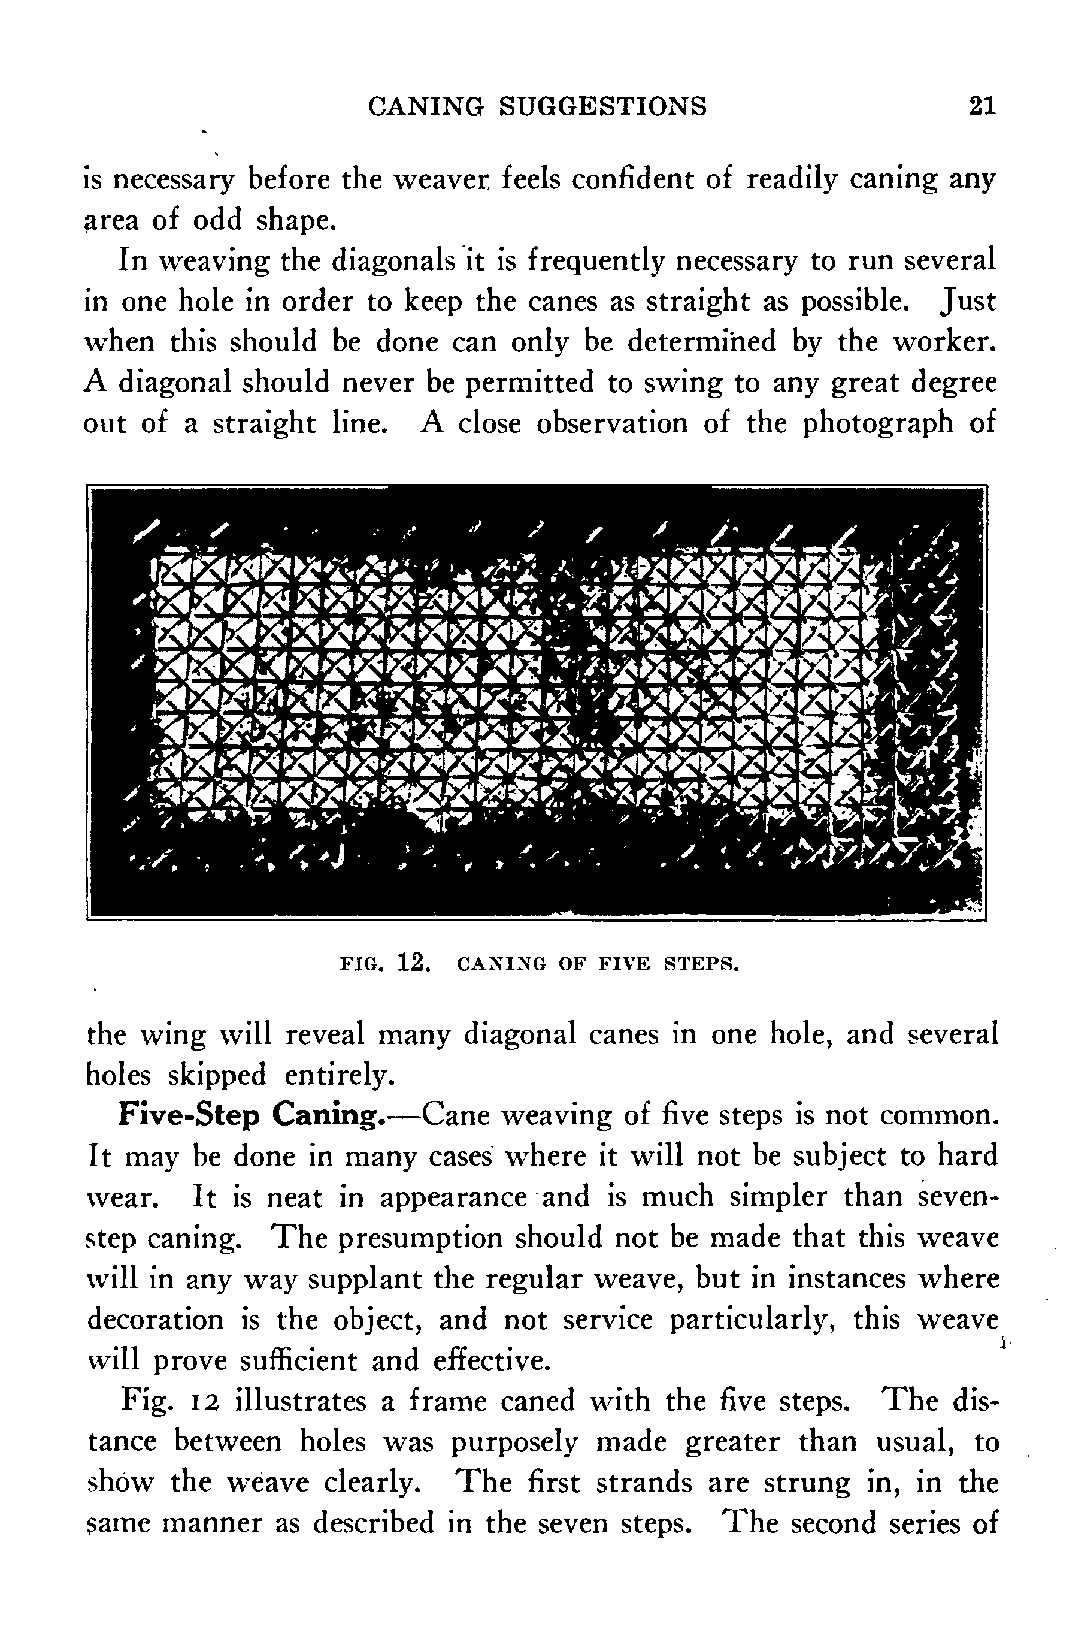 CANING SUGGESTIONS 21
is necessary before the weaver feels confident of readily caning any
area of odd shape.
In weaving the diagonals it is frequently necessary to run several
in one hole in order to keep the canes as straight as possible. Just
when this should be done can only be determined by the worker.
A diagonal should never be permitted to swing to any great degree
out of a straight line. A close observation of the photograph of
FIG. 12. CANING OF FIVE STEPS.
the wing will reveal many diagonal canes in one hole, and several
holes skipped entirely.
Five-Step Caning.—Cane weaving of five steps is not common.
It may be done in many cases where it will not be subject to hard
wear. It is neat in appearance and is much simpler than seven-
step caning. The presumption should not be made that this weave
will in any way supplant the regular weave, but in instances where
decoration is the object, and not service particularly, this weave
will prove sufficient and effective.
Fig. 12 illustrates a frame caned with the five steps. The dis-
tance between holes was purposely made greater than usual, to
show the weave clearly. The first strands are strung in, in the
same manner as described in the seven steps. The second series of